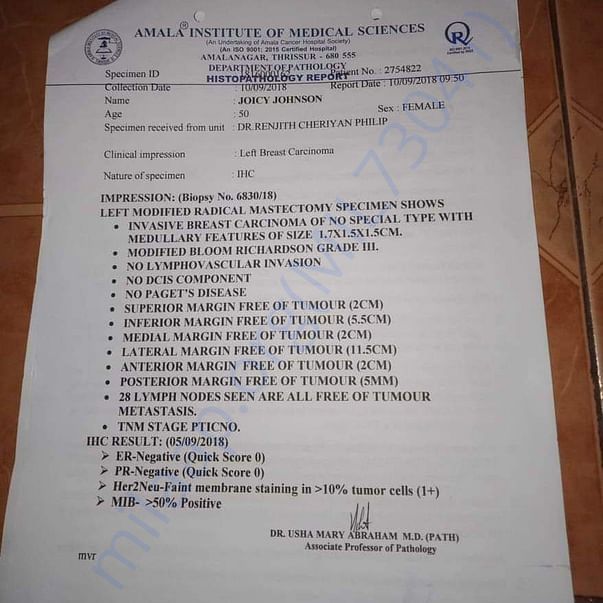 AMALA INSTITUTE OF MEDICAL SCIENCES
(An Undertaking of Amala Cancer Hospital Society)
(An ISO 9001; 2015 Certified Hospital)
AMALANAGAR, THRISSUR - 680 555
DEPARTMENT OF PATHOLOGY
HISTOPATHOLOGY REPORT
Specimen ID Patient No. : 2754822
Collection Date : 10/09/2018 Report Date : 10/09/2018 09.50
Name : JOICY JOHNSON
Age : 50 Sex : FEMALE
Specimen received from unit : DR.RENJITH CHERIYAN PHILIP
Clinical impression : Left Breast Carcinoma
Nature of specimen : IHC
IMPRESSION: (Biopsy No. 6830/18)
LEFT MODIFIED RADICAL MASTECTOMY SPECIMEN SHOWS
• INVASIVE BREAST CARCINOMA OF NO SPECIAL TYPE WITH
MEDULLARY FEATURES OF SIZE 1.7X1.5X1.5CM.
• MODIFIED BLOOM RICHARDSON GRADE III.
• NO LYMPHOVASCULAR INVASION
• NO DCIS COMPONENT
• NO PAGET'S DISEASE
• SUPERIOR MARGIN FREE OF TUMOUR (2CM)
• INFERIOR MARGIN FREE OF TUMOUR (5.5CM)
• MEDIAL MARGIN FREE OF TUMOUR (2CM)
• LATERAL MARGIN FREE OF TUMOUR (11.5CM)
• ANTERIOR MARGIN FREE OF TUMOUR (2CM)
• POSTERIOR MARGIN FREE OF TUMOUR (5MM)
• 28 LYMPH NODES SEEN ARE ALL FREE OF TUMOUR
METASTASIS.
• TNM STAGE PTICNO.
IHC RESULT: (05/09/2018)
➢ ER-Negative (Quick Score 0)
➢ PR-Negative (Quick Score 0)
➢ Her2Neu-Faint membrane staining in >10% tumor cells (1+)
➢ MIB- >50% Positive
DR. USHA MARY ABRAHAM M.D. (PATH)
Associate Professor of Pathology
mvr